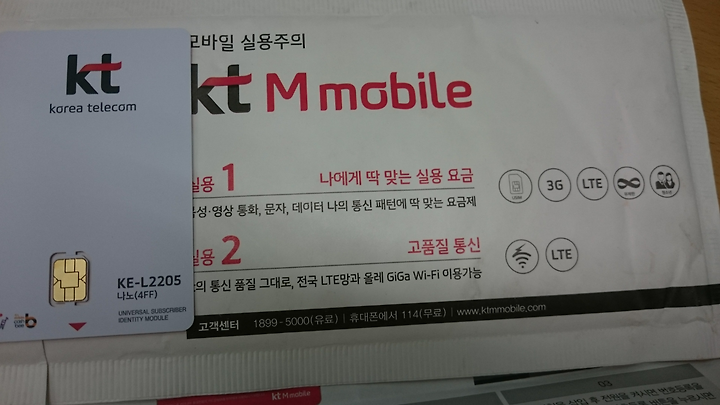 kt
korea telecom
KE-L2205
나노(4FF)
UNIVERSAL SUBSCRIBER
IDENTITY MODULE
모바일 실용주의
kt M mobile
실용 1 나에게 딱 맞는 실용 요금
음성·영상 통화, 문자, 데이터 나의 통신 패턴에 딱 맞는 요금제
3G LTE
실용 2 고품질 통신
통신 품질 그대로, 전국 LTE망과 올레 GiGa Wi-Fi 이용가능
LTE
고객센터 1899-5000(유료) | 휴대폰에서 114(무료) | www.ktmmobile.com
kt M mobile
03